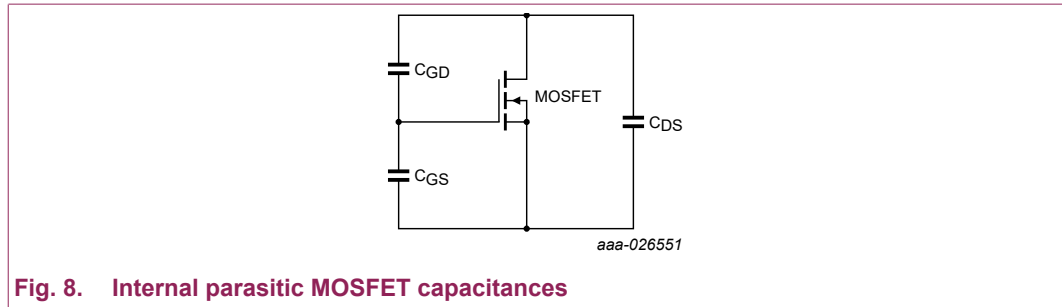 CGD
MOSFET
CDS
CGS
aaa-026551
Fig. 8. Internal parasitic MOSFET capacitances